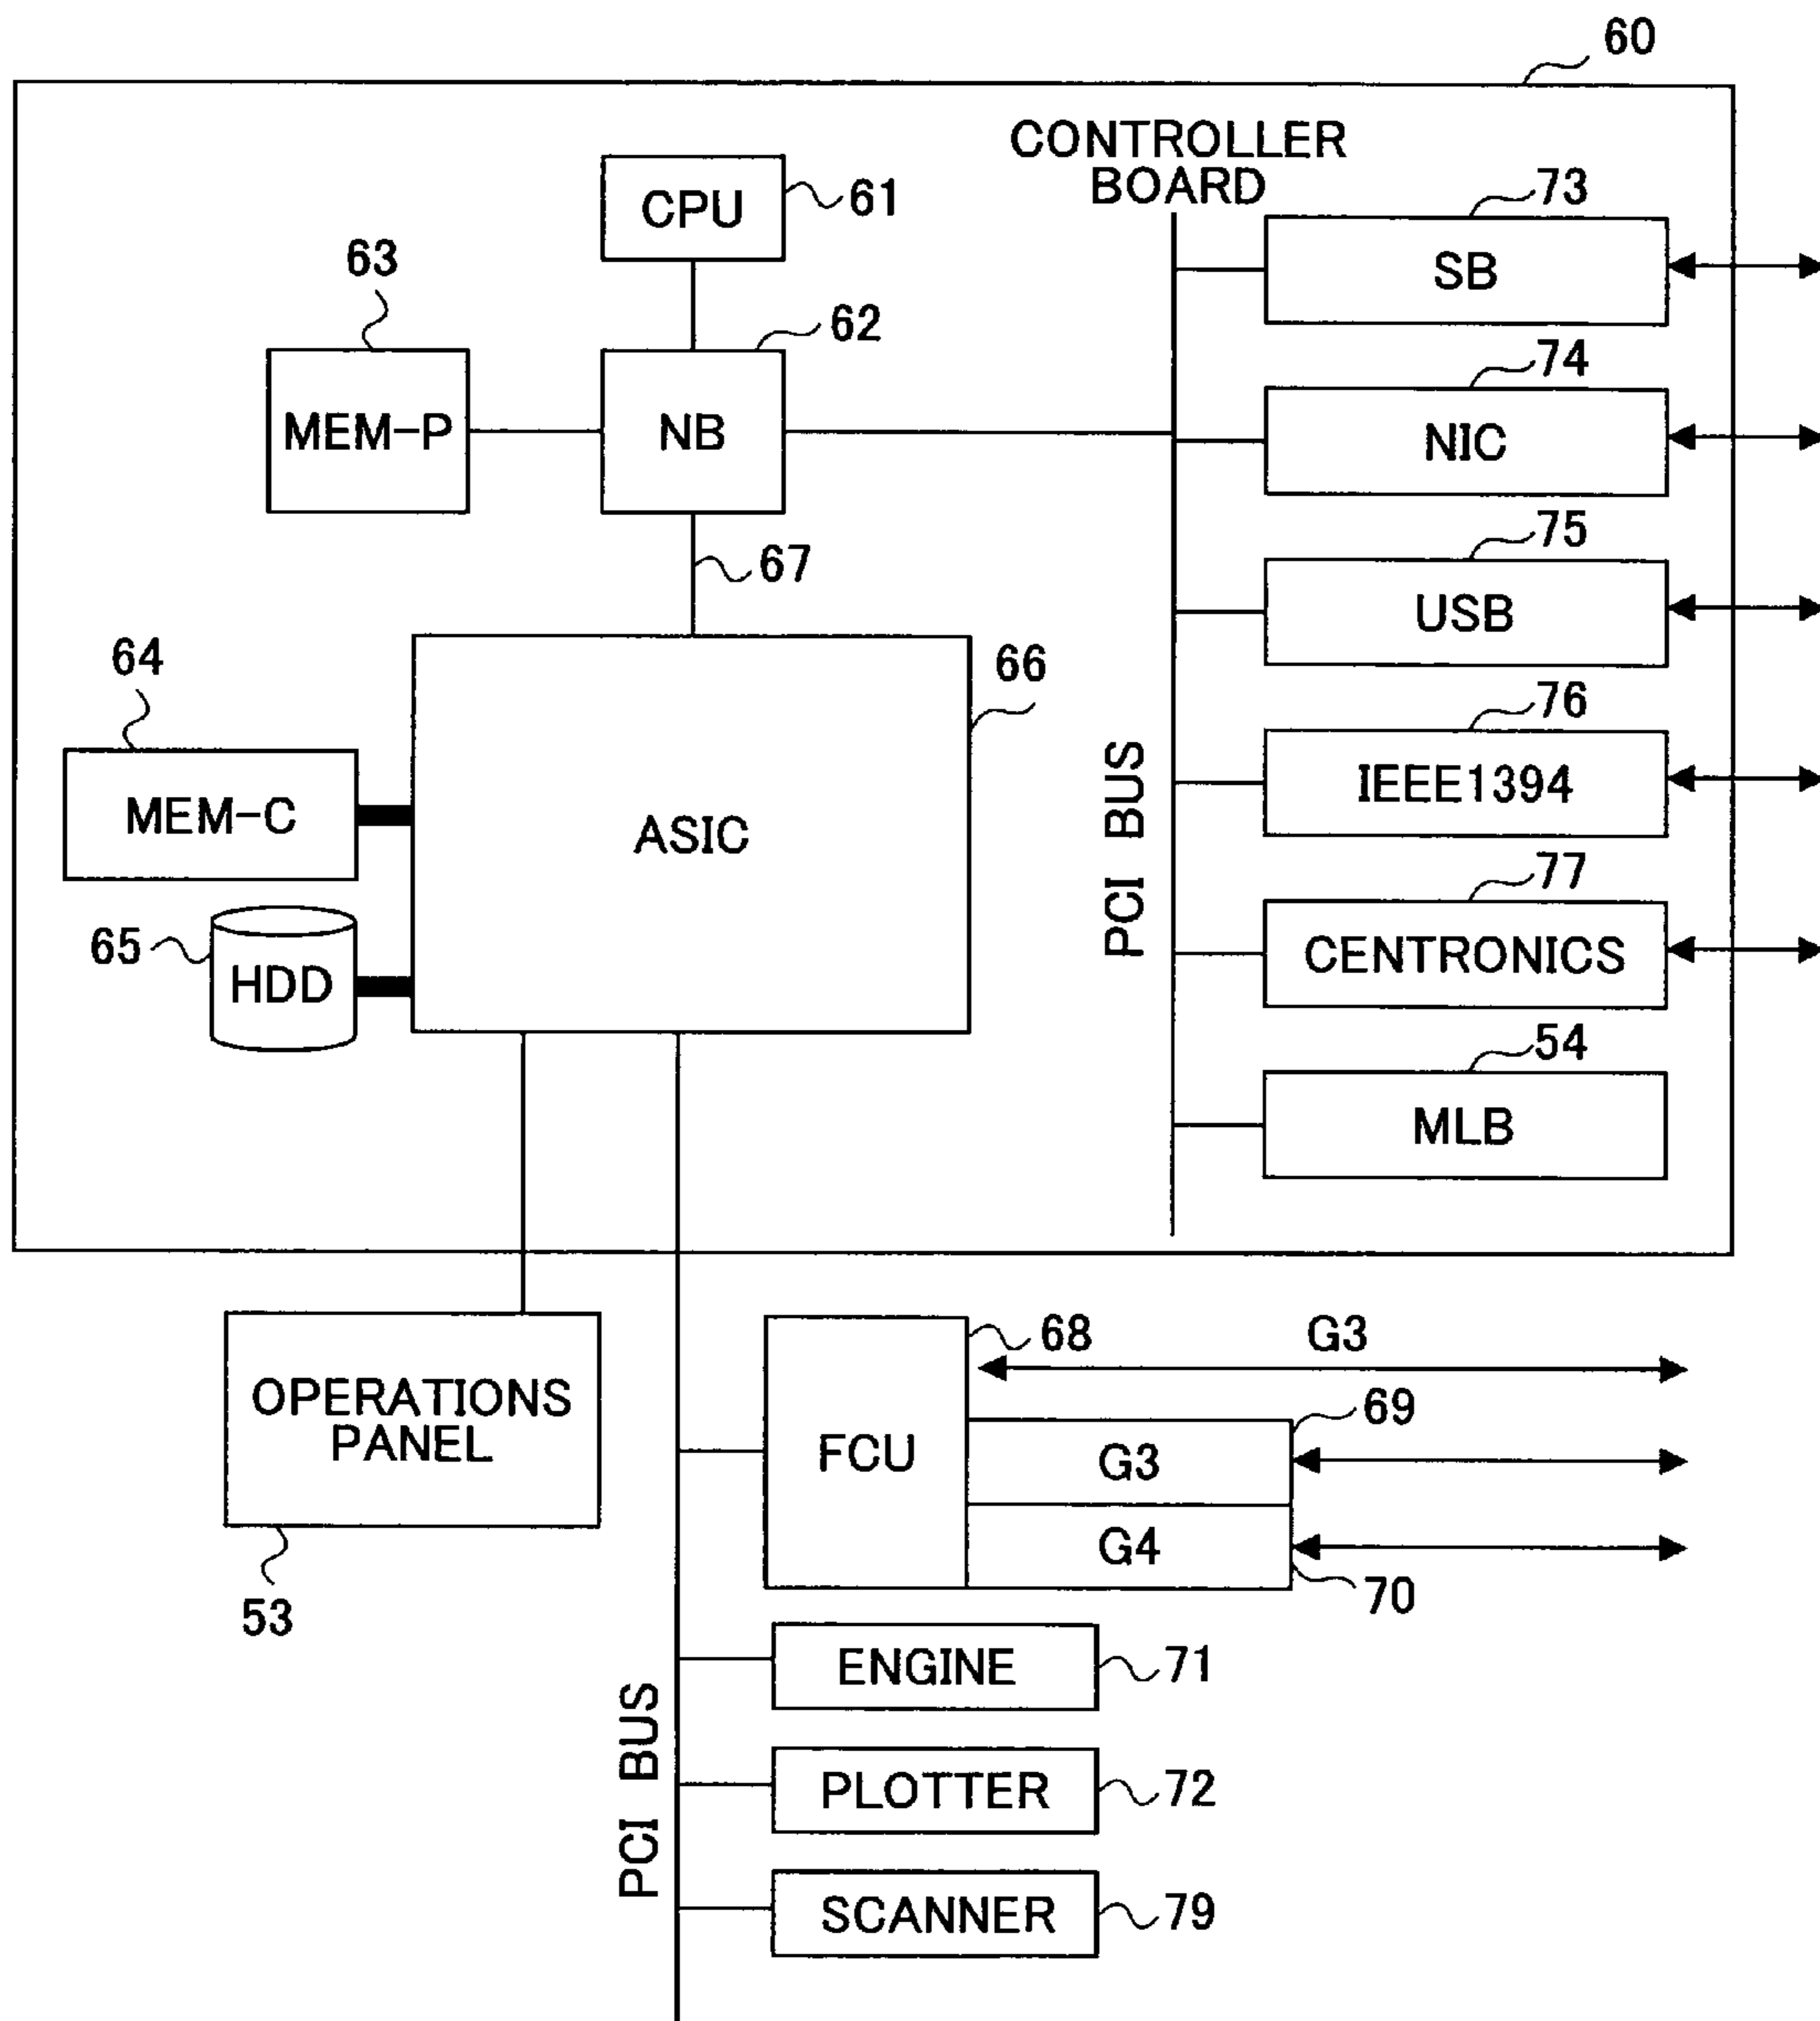 60
CONTROLLER
BOARD
CPU
61
73
SB
63
62
MEM-P
NB
74
NIC
67
75
USB
64
66
MEM-C
ASIC
76
IEEE1394
PCI BUS
65
HDD
77
CENTRONICS
54
MLB
OPERATIONS
PANEL
53
68
G3
FCU
69
G3
G4
70
ENGINE
71
PCI BUS
PLOTTER
72
SCANNER
79